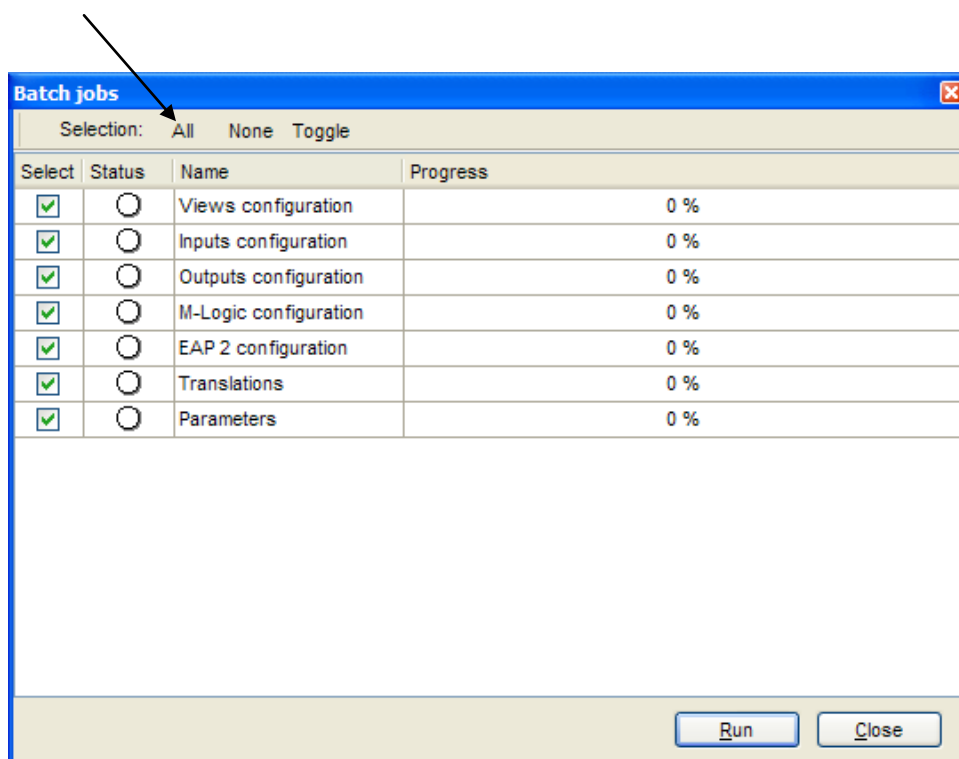 Batch jobs
Selection: All None Toggle
Select Status Name Progress
Views configuration 0 %
Inputs configuration 0 %
Outputs configuration 0 %
M-Logic configuration 0 %
EAP 2 configuration 0 %
Translations 0 %
Parameters 0 %
Run Close